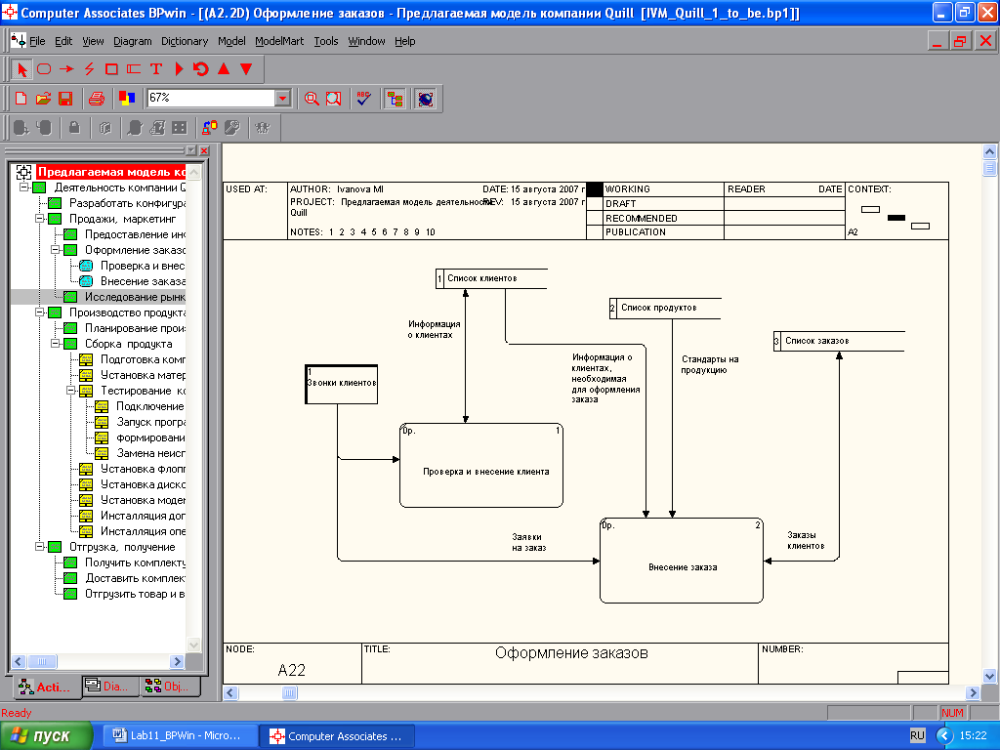 Computer Associates BPwin - [(A2.2D) Оформление заказов - Предлагаемая модель компании Quill [IVM_Quill_1_to_be.bp1]]
File Edit View Diagram Dictionary Model ModelMart Tools Window Help
67%
Предлагаемая модель ко
Деятельность компании Q
Разработать конфигура
Продажи, маркетинг
Предоставление ин
Оформление заказо
Проверка и внес
Внесение заказа
Исследование рынк
Производство продукта
Планирование прои
Сборка продукта
Подготовка комп
Установка матер
Тестирование ко
Подключение
Запуск програ
Формировани
Замена неисп
Установка флопп
Установка диско
Установка модем
Инсталляция доп
Инсталляция опе
Отгрузка, получение
Получить комплекту
Доставить комплек
Отгрузить товар и в
Acti... Dia... Obj...
USED AT:
AUTHOR: Ivanova MI
DATE: 15 августа 2007 г
PROJECT: Предлагаемая модель деятельнос
REV: 15 августа 2007 г
Quill
NOTES: 1 2 3 4 5 6 7 8 9 10
WORKING
DRAFT
RECOMMENDED
PUBLICATION
READER DATE
CONTEXT:
A2
1 Список клиентов
2 Список продуктов
3 Список заказов
Информация
о клиентах
Информация о
клиентах,
необходимая
для оформления
заказа
Стандарты на
продукцию
1
Звонки клиентов
0р. 1
Проверка и внесение клиента
Заявки
на заказ
0р. 2
Внесение заказа
Заказы
клиентов
NODE:
A22
TITLE:
Оформление заказов
NUMBER:
Ready
NUM
пуск
Lab11_BPWin - Micro...
Computer Associates ...
RU
15:22